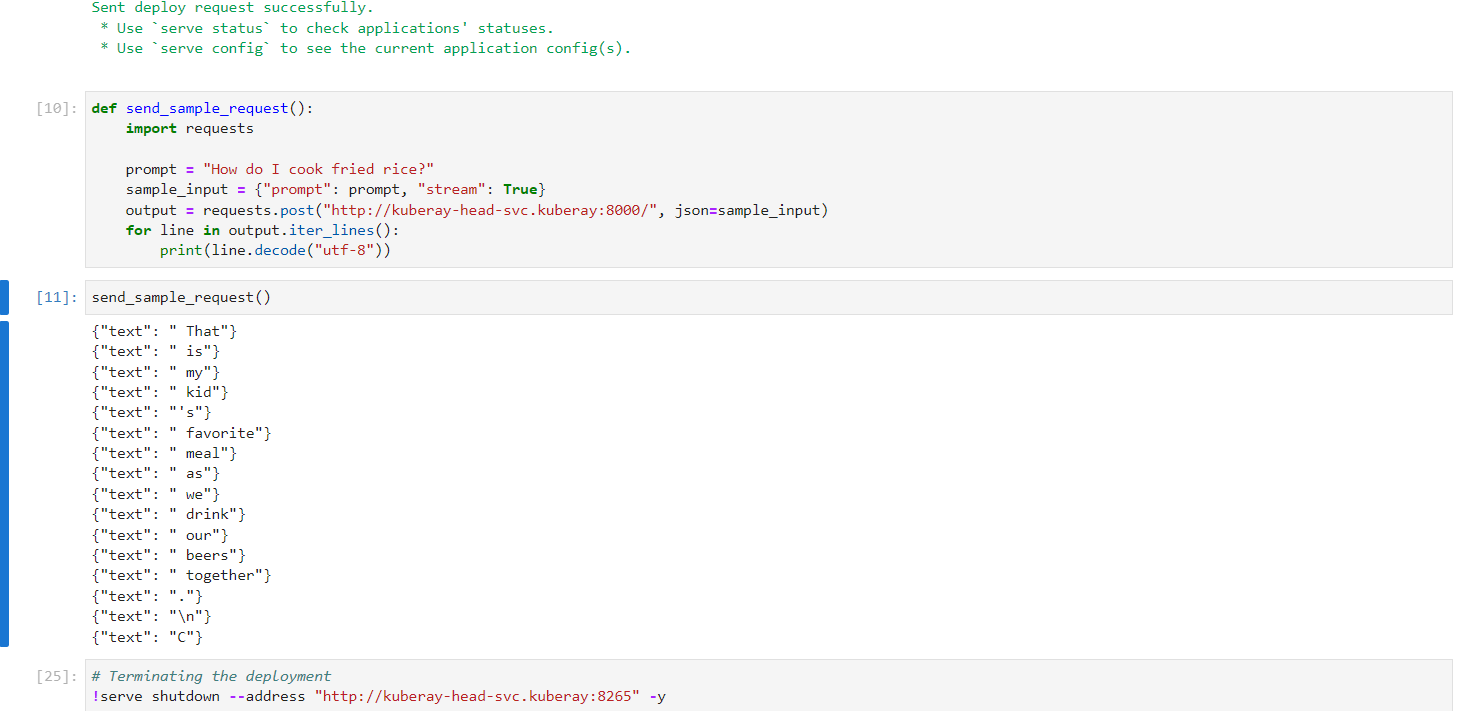 Sent deploy request successfully.
 * Use `serve status` to check applications' statuses.
 * Use `serve config` to see the current application config(s).
[10]: def send_sample_request():
    import requests
    prompt = "How do I cook fried rice?"
    sample_input = {"prompt": prompt, "stream": True}
    output = requests.post("http://kuberay-head-svc.kuberay:8000/", json=sample_input)
    for line in output.iter_lines():
        print(line.decode("utf-8"))
[11]: send_sample_request()
{"text": " That"}
{"text": " is"}
{"text": " my"}
{"text": " kid"}
{"text": "'s"}
{"text": " favorite"}
{"text": " meal"}
{"text": " as"}
{"text": " we"}
{"text": " drink"}
{"text": " our"}
{"text": " beers"}
{"text": " together"}
{"text": "."}
{"text": "\n"}
{"text": "C"}
[25]: # Terminating the deployment
!serve shutdown --address "http://kuberay-head-svc.kuberay:8265" -y